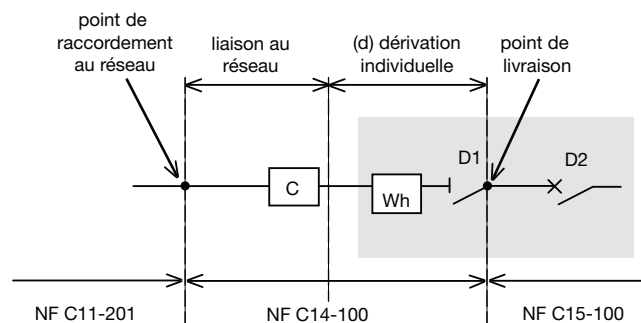 point de
raccordement
au réseau
liaison au
réseau
(d) dérivation
individuelle
point de
livraison
D1
D2
C
Wh
NF C11-201
NF C14-100
NF C15-100